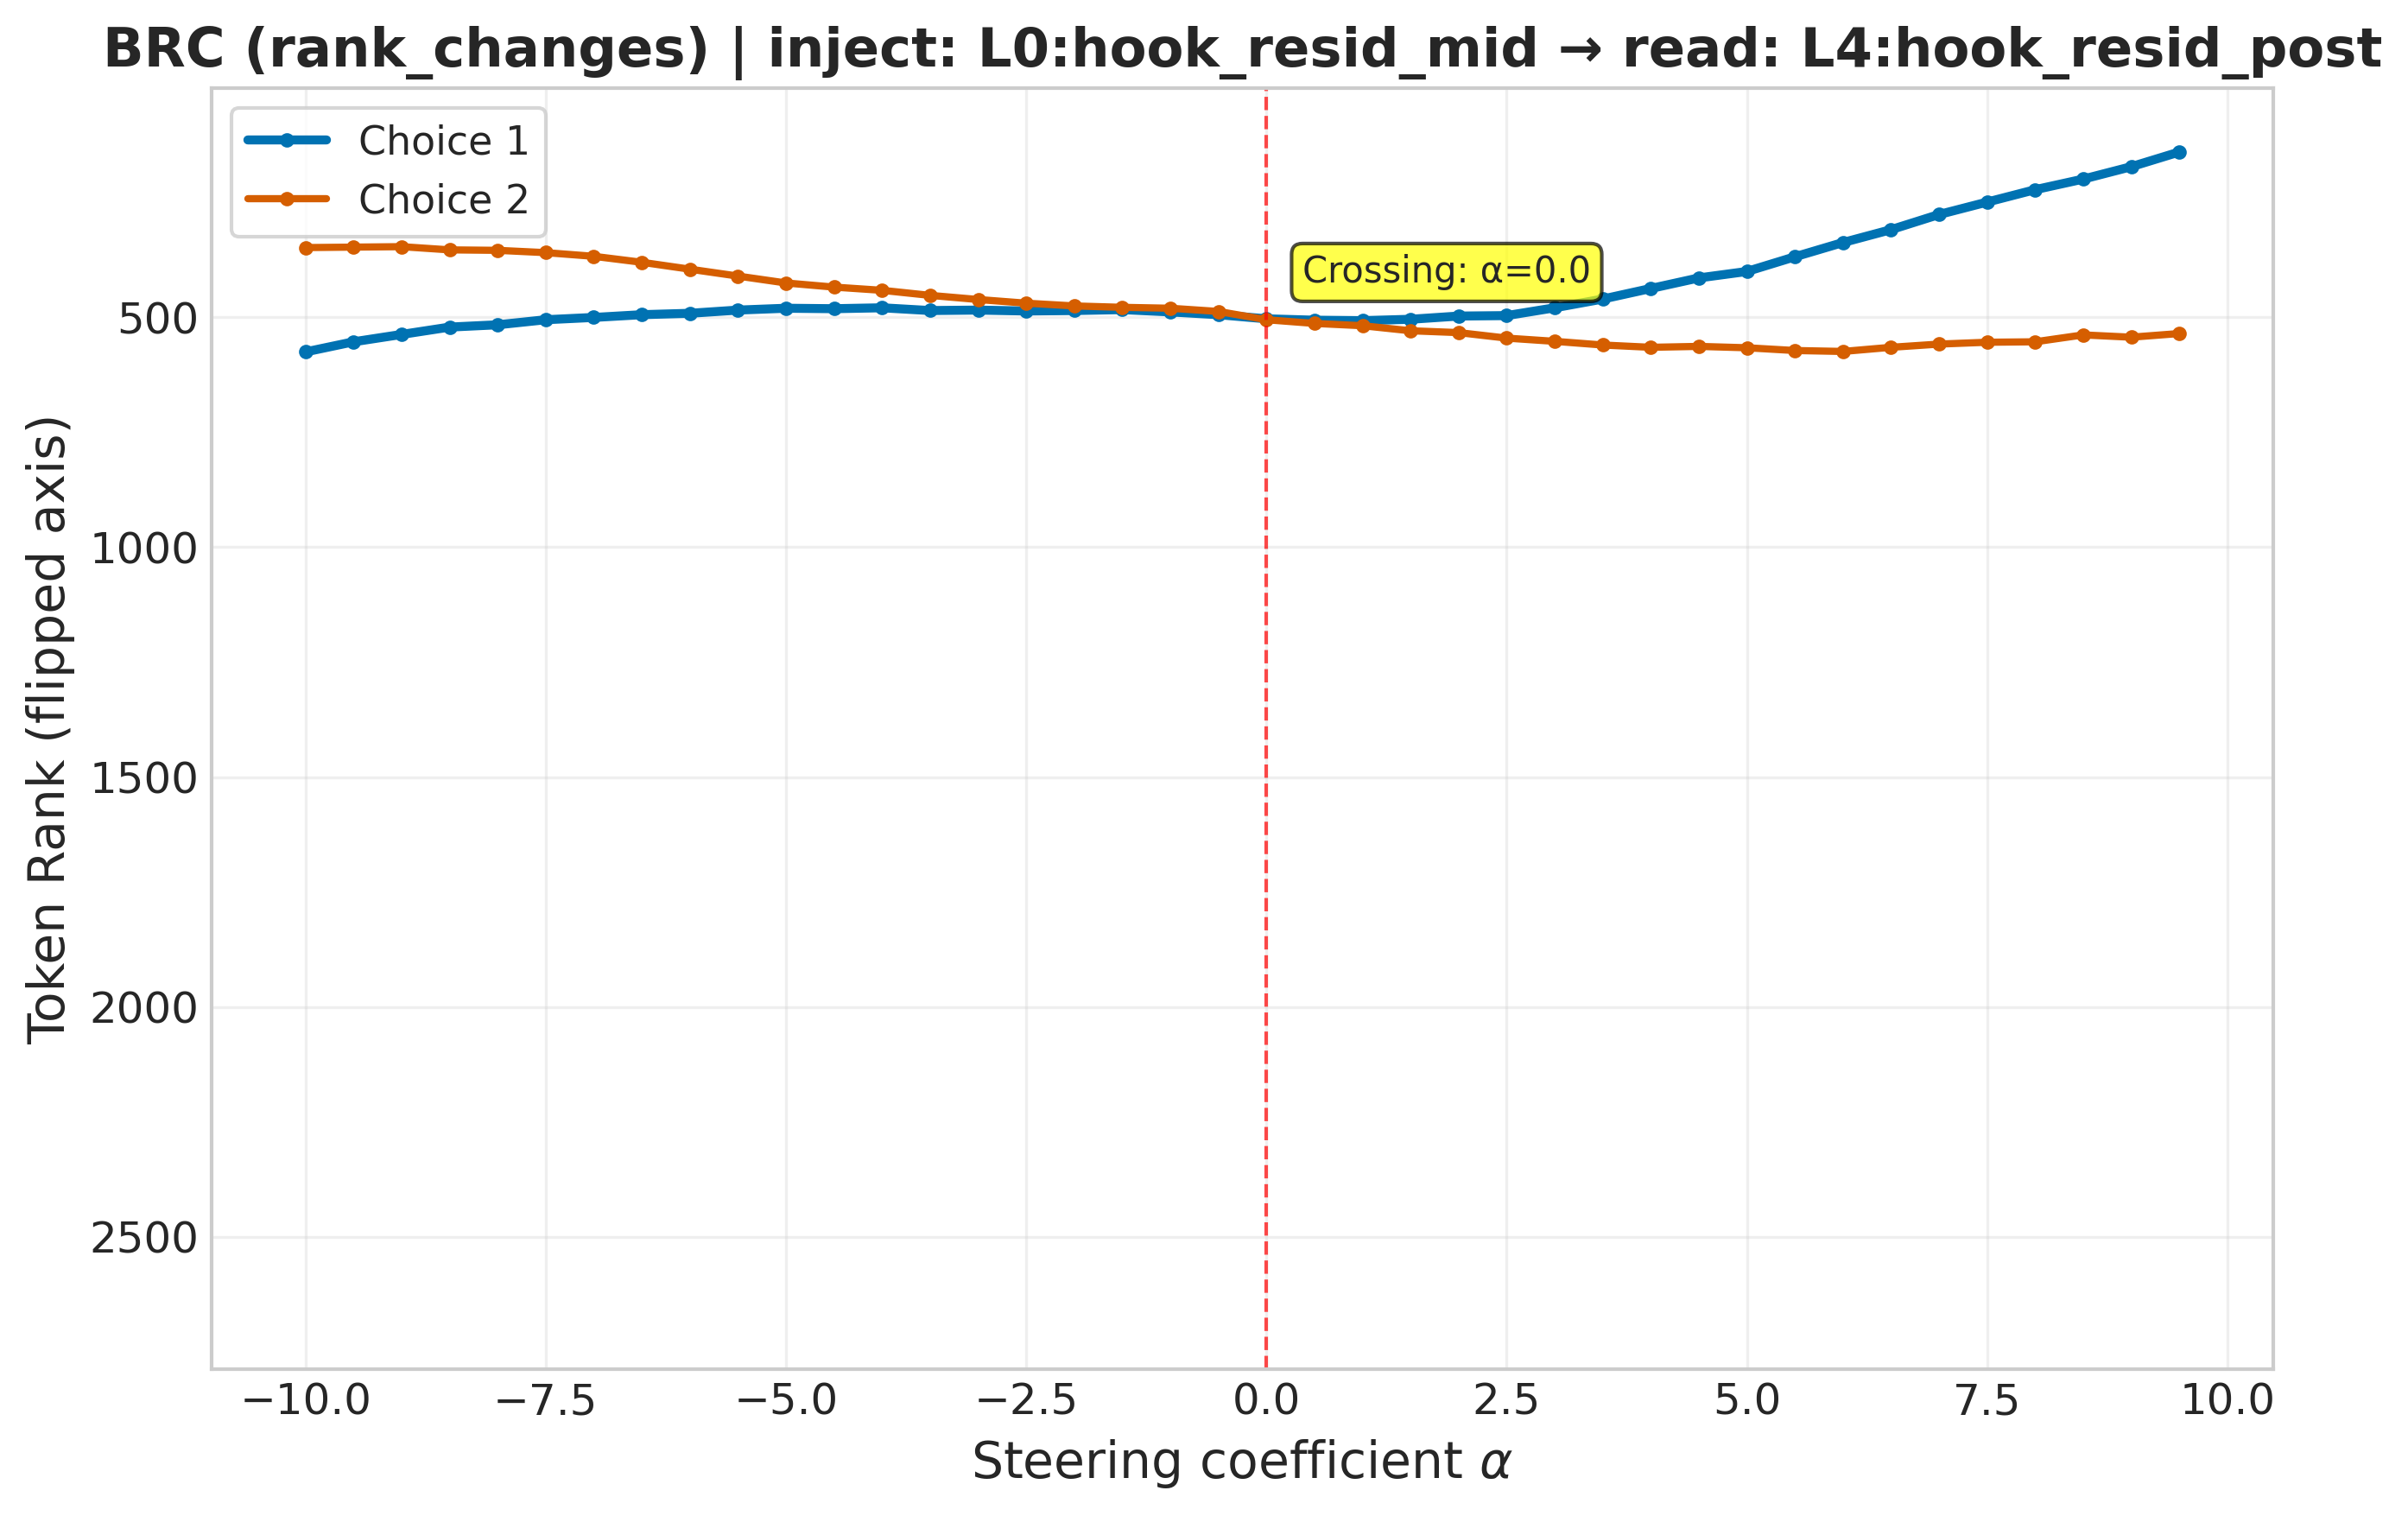 BRC (rank_changes) | inject: L0:hook_resid_mid → read: L4:hook_resid_post
Choice 1
Choice 2
Crossing: α=0.0
Token Rank (flipped axis)
500
1000
1500
2000
2500
−10.0 −7.5 −5.0 −2.5 0.0 2.5 5.0 7.5 10.0
Steering coefficient α